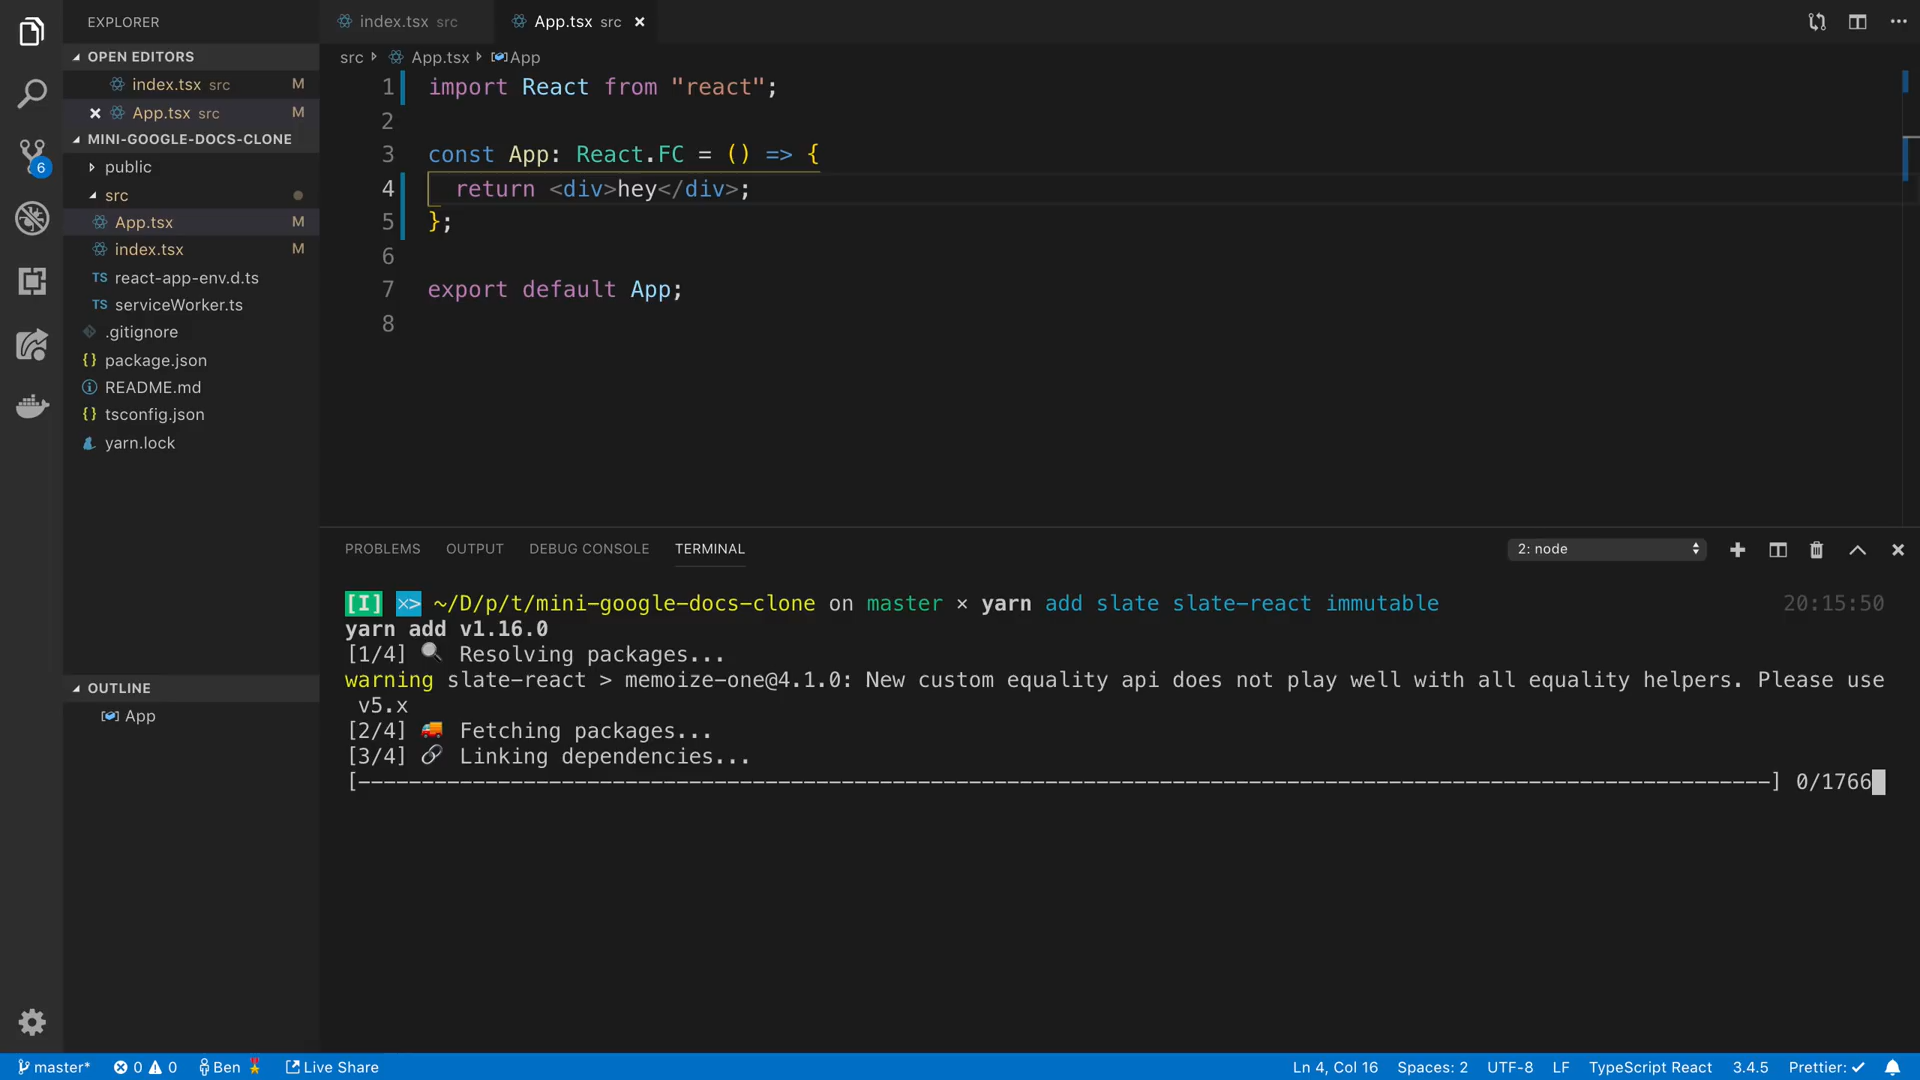 EXPLORER
OPEN EDITORS
index.tsx src M
App.tsx src M
MINI-GOOGLE-DOCS-CLONE
public
src
App.tsx M
index.tsx M
TS react-app-env.d.ts
TS serviceWorker.ts
.gitignore
{} package.json
README.md
{} tsconfig.json
yarn.lock
6
OUTLINE
App
index.tsx src
App.tsx src
src App.tsx App
1 import React from "react";
2
3 const App: React.FC = () => {
4 return <div>hey</div>;
5 };
6
7 export default App;
8
PROBLEMS OUTPUT DEBUG CONSOLE TERMINAL 2: node
[I] ×> ~/D/p/t/mini-google-docs-clone on master × yarn add slate slate-react immutable 20:15:50
yarn add v1.16.0
[1/4] 🔍 Resolving packages...
warning slate-react > memoize-one@4.1.0: New custom equality api does not play well with all equality helpers. Please use
v5.x
[2/4] 🚚 Fetching packages...
[3/4] 🔗 Linking dependencies...
[---------------------------------------------------------------------------------------------------------------] 0/1766
master* 0 0 Ben Live Share Ln 4, Col 16 Spaces: 2 UTF-8 LF TypeScript React 3.4.5 Prettier: ✓